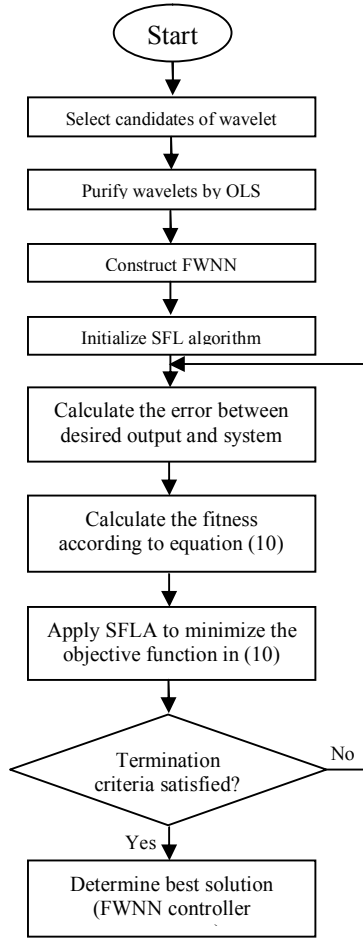 Start
Select candidates of wavelet
Purify wavelets by OLS
Construct FWNN
Initialize SFL algorithm
Calculate the error between
desired output and system
Calculate the fitness
according to equation (10)
Apply SFLA to minimize the
objective function in (10)
Termination
criteria satisfied?
No
Yes
Determine best solution
(FWNN controller